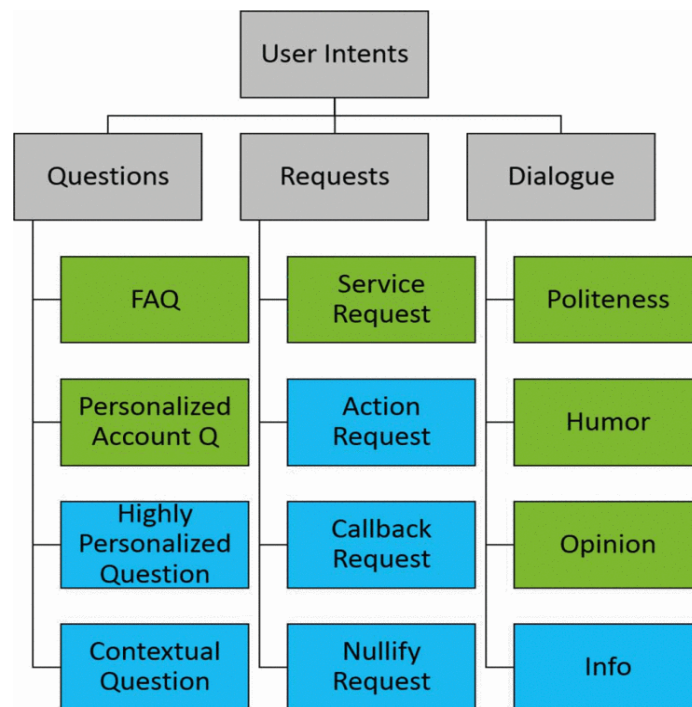 User Intents
Questions
Requests
Dialogue
FAQ
Service
Request
Politeness
Personalized
Account Q
Action
Request
Humor
Highly
Personalized
Question
Callback
Request
Opinion
Contextual
Question
Nullify
Request
Info